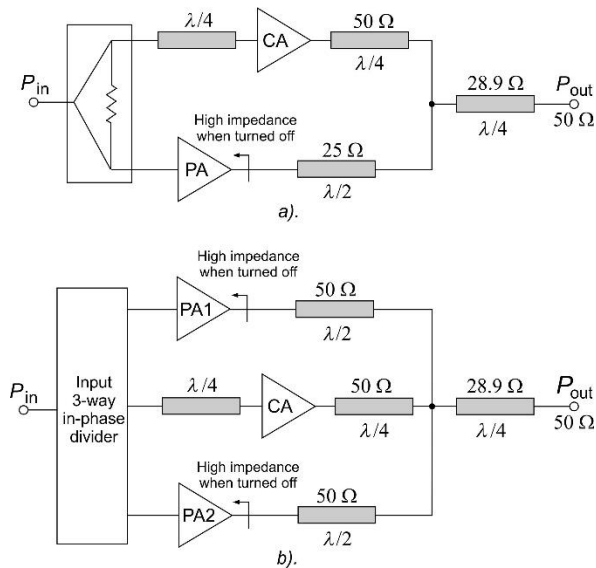 λ/4
CA
50 Ω
λ/4
28.9 Ω
λ/4
P_out
50 Ω
P_in
High impedance
when turned off
PA
25 Ω
λ/2
a).
High impedance
when turned off
PA1
50 Ω
λ/2
P_in
Input
3-way
in-phase
divider
λ/4
CA
50 Ω
λ/4
28.9 Ω
λ/4
P_out
50 Ω
High impedance
when turned off
PA2
50 Ω
λ/2
b).